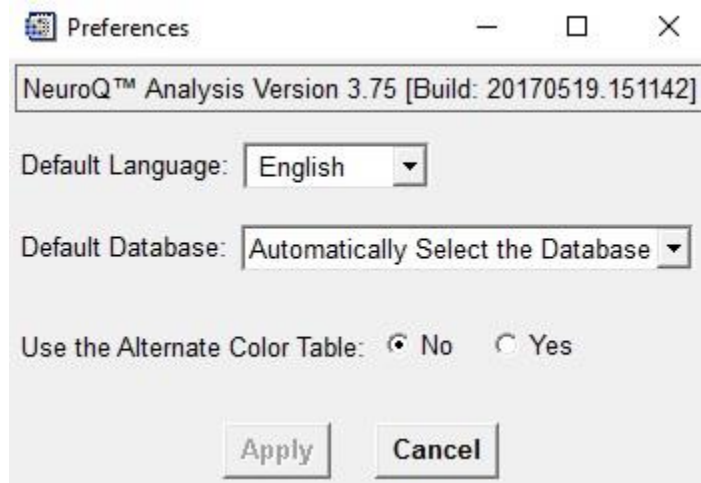 Preferences
NeuroQ™ Analysis Version 3.75 [Build: 20170519.151142]
Default Language: English
Default Database: Automatically Select the Database
Use the Alternate Color Table: No Yes
Apply Cancel